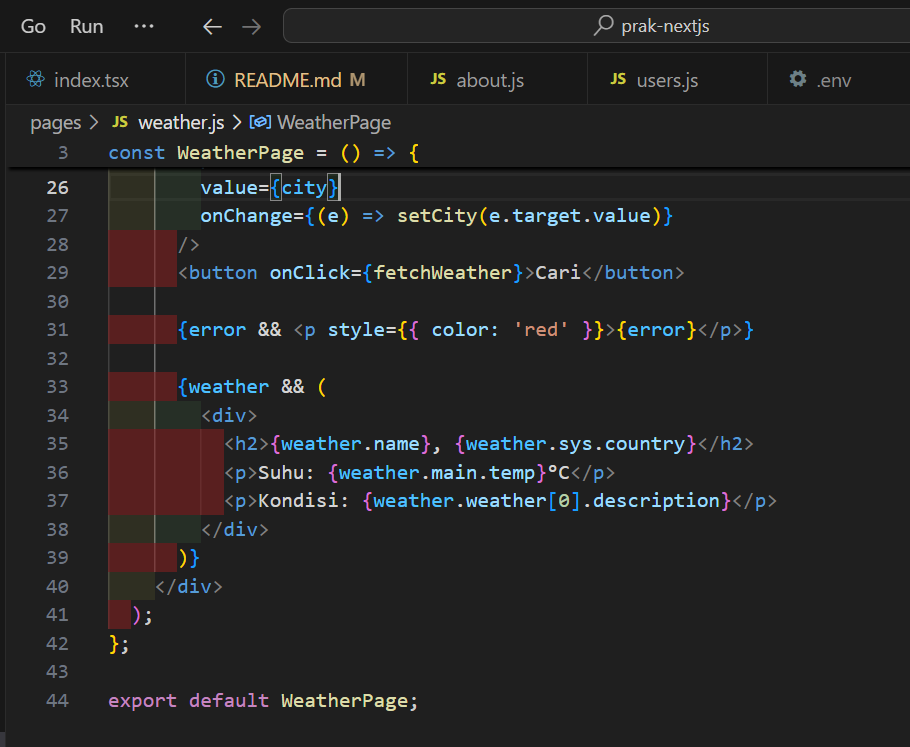 Go Run ··· ← → prak-nextjs
index.tsx README.md M JS about.js JS users.js .env
pages > JS weather.js > WeatherPage
3 const WeatherPage = () => {
26 value={city}
27 onChange={(e) => setCity(e.target.value)}
28 />
29 <button onClick={fetchWeather}>Cari</button>
30
31 {error && <p style={{ color: 'red' }}>{error}</p>}
32
33 {weather && (
34 <div>
35 <h2>{weather.name}, {weather.sys.country}</h2>
36 <p>Suhu: {weather.main.temp}°C</p>
37 <p>Kondisi: {weather.weather[0].description}</p>
38 </div>
39 )}
40 </div>
41 );
42 };
43
44 export default WeatherPage;